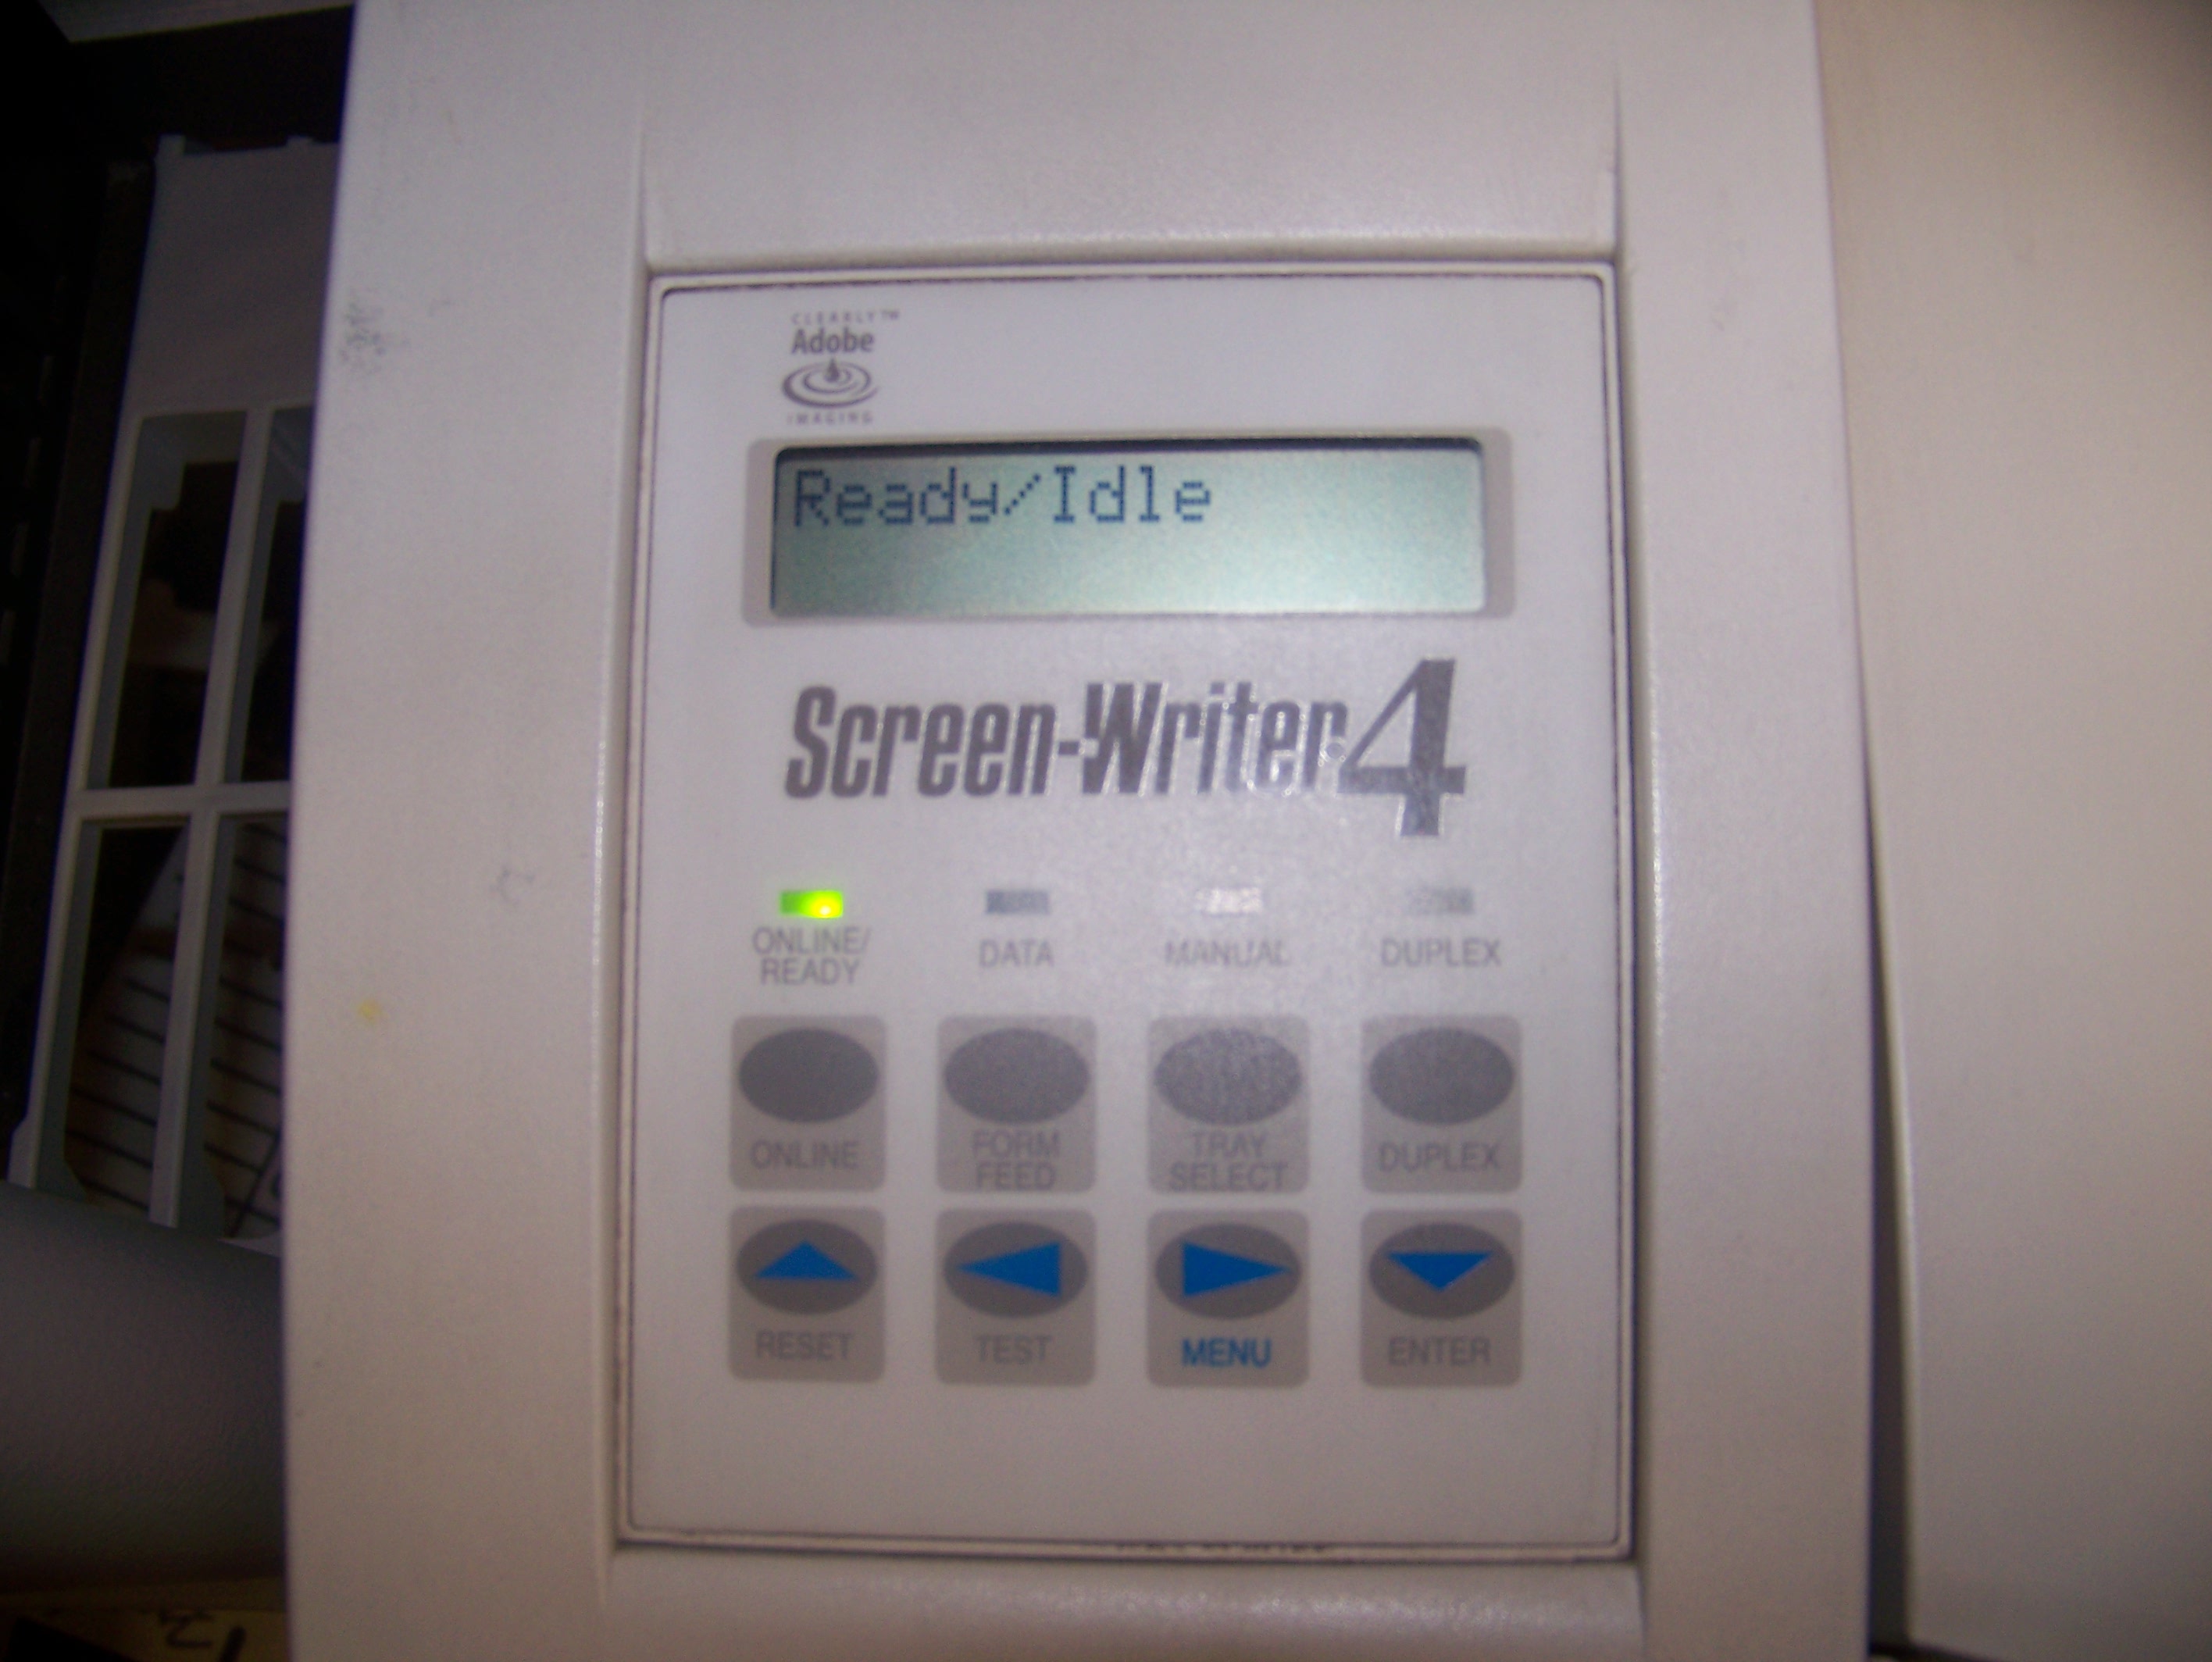 CLEARLY™
Adobe
IMAGING
Ready/Idle
Screen-Writer 4
ONLINE/
READY
DATA
MANUAL
DUPLEX
ONLINE
FORM
FEED
TRAY
SELECT
DUPLEX
RESET
TEST
MENU
ENTER